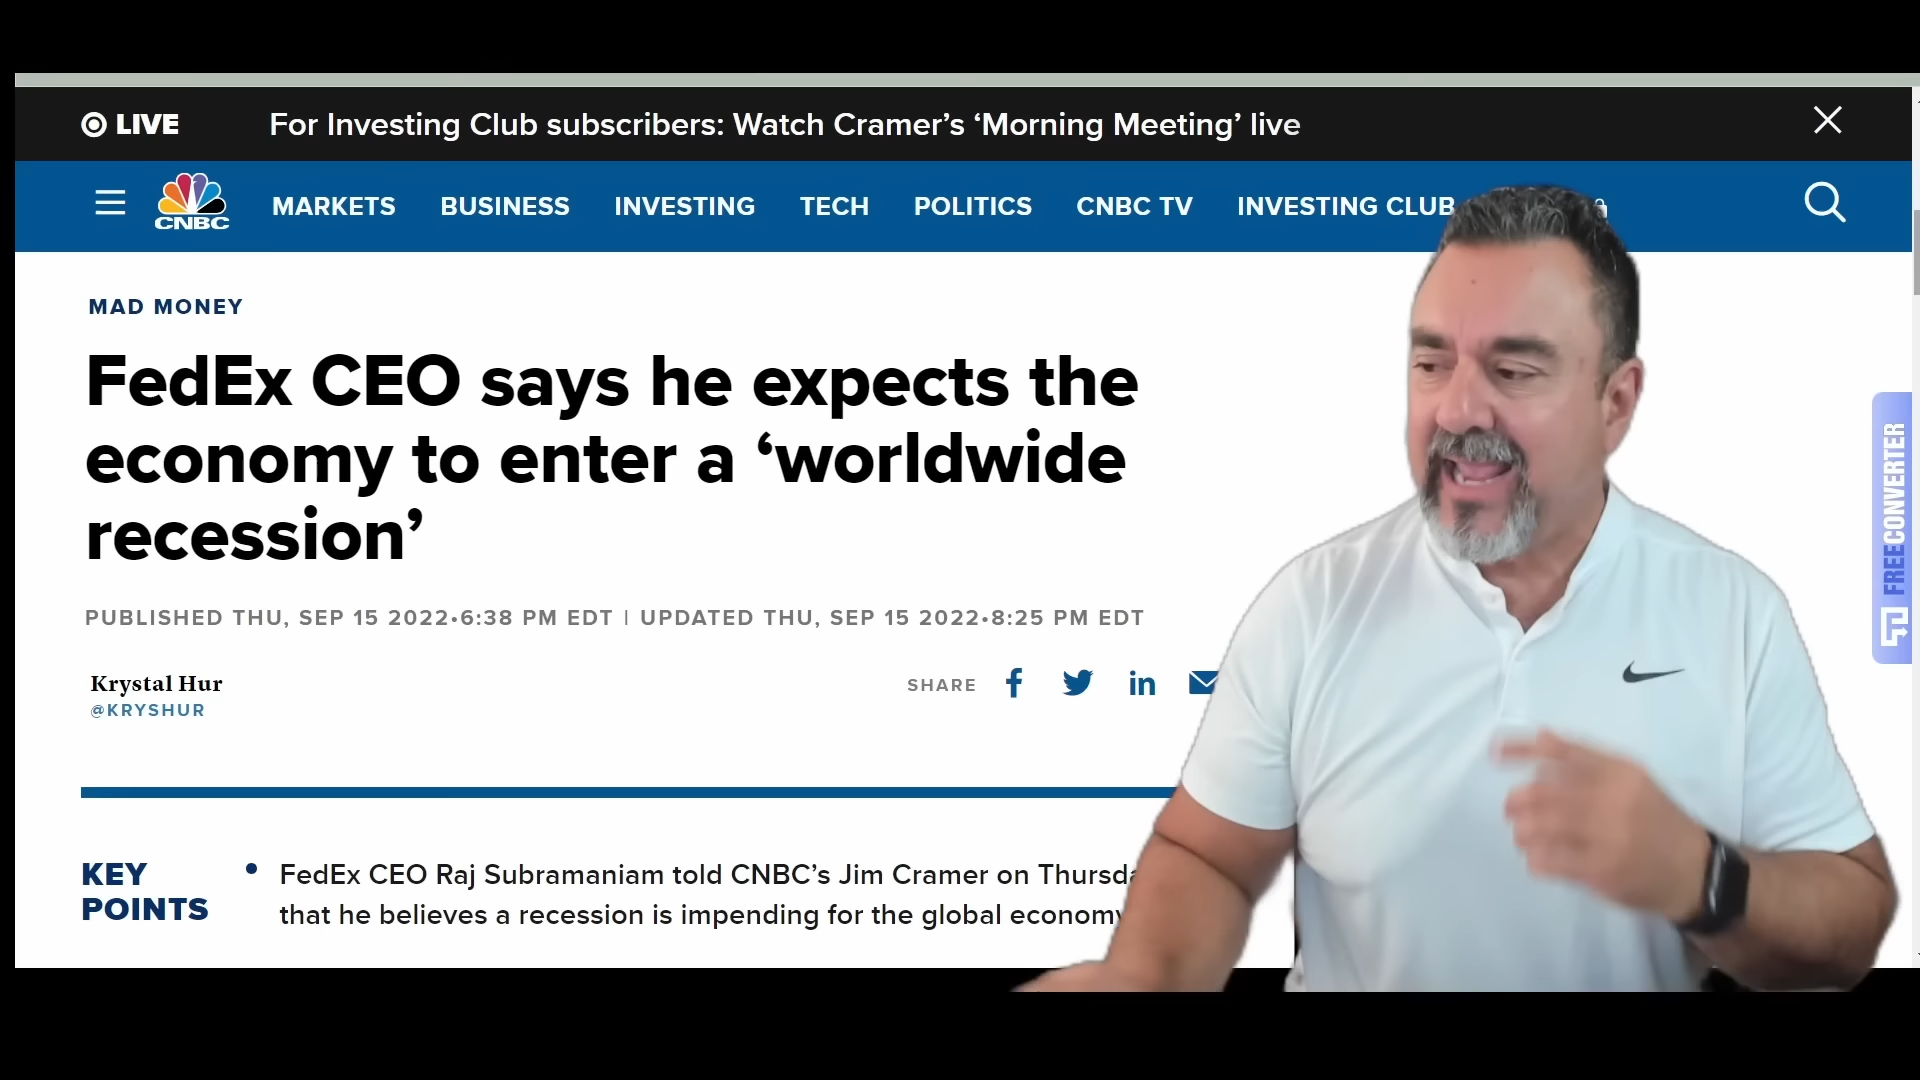 LIVE
For Investing Club subscribers: Watch Cramer’s ‘Morning Meeting’ live
CNBC
MARKETS BUSINESS INVESTING TECH POLITICS CNBC TV INVESTING CLUB
MAD MONEY
FedEx CEO says he expects the
economy to enter a ‘worldwide
recession’
PUBLISHED THU, SEP 15 2022•6:38 PM EDT | UPDATED THU, SEP 15 2022•8:25 PM EDT
Krystal Hur
@KRYSHUR
SHARE
KEY
POINTS
• FedEx CEO Raj Subramaniam told CNBC’s Jim Cramer on
that he believes a recession is impending for the global economy
FREECONVERTER